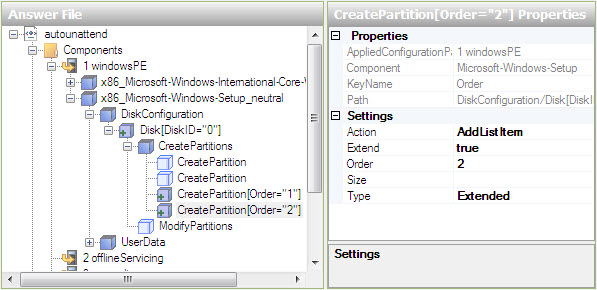 Answer File
autounattend
Components
1 windowsPE
x86_Microsoft-Windows-International-Core-
x86_Microsoft-Windows-Setup_neutral
DiskConfiguration
Disk[DiskID="0"]
CreatePartitions
CreatePartition
CreatePartition
CreatePartition[Order="1"]
CreatePartition[Order="2"]
ModifyPartitions
UserData
2 offlineServicing
CreatePartition[Order="2"] Properties
Properties
AppliedConfigurationPa 1 windowsPE
Component Microsoft-Windows-Setup
KeyName Order
Path DiskConfiguration/Disk[DiskI
Settings
Action AddListItem
Extend true
Order 2
Size
Type Extended
Settings